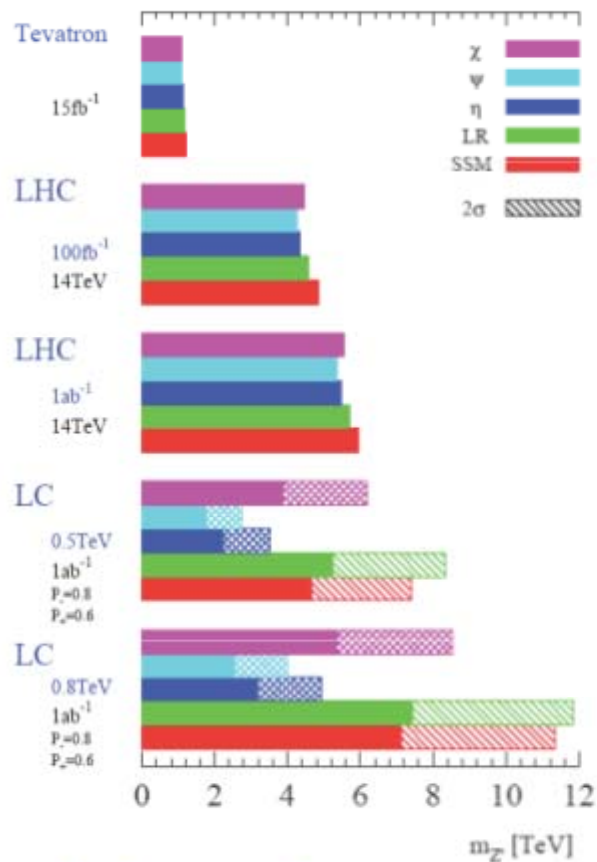 Tevatron
15fb⁻¹
χ
ψ
η
LR
SSM
2σ
LHC
100fb⁻¹
14TeV
LHC
1ab⁻¹
14TeV
LC
0.5TeV
1ab⁻¹
P₋=0.8
P₊=0.6
LC
0.8TeV
1ab⁻¹
P₋=0.8
P₊=0.6
0 2 4 6 8 10 12
m_Z' [TeV]